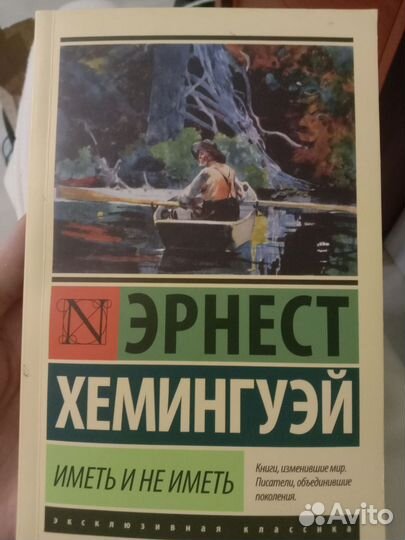 N
ЭРНЕСТ
ХЕМИНГУЭЙ
ИМЕТЬ И НЕ ИМЕТЬ
Книги, изменившие мир.
Писатели, объединившие
поколения.
эксклюзивная классика
Avito